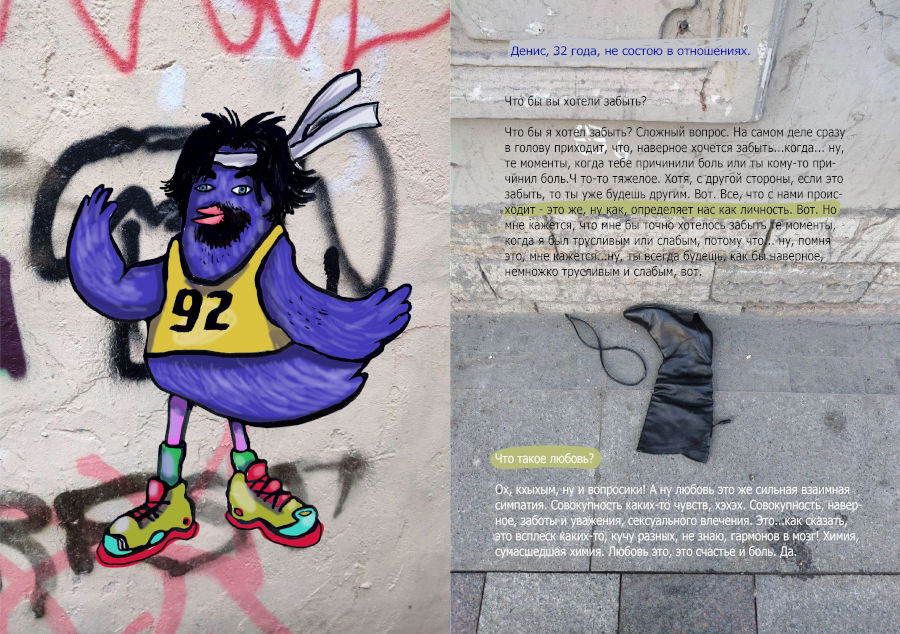 92
Денис, 32 года, не состою в отношениях.
Что бы вы хотели забыть?
Что бы я хотел забыть? Сложный вопрос. На самом деле сразу
в голову приходит, что, наверное хочется забыть...когда... ну,
те моменты, когда тебе причинили боль или ты кому-то при-
чйнил боль.Ч то-то тяжелое. Хотя, с другой стороны, если это
забыть, то ты уже будешь другим. Вот. Все, что с нами проис-
ходит - это же, ну как, определяет нас как личность. Вот. Но
мне кажется, что мне бы точно хотелось забыть те моменты,
когда я был трусливым или слабым, потому что... ну, помня
это, мне кажется...ну, ты всегда будешь, как бы наверное,
немножко трусливым и слабым, вот.
Что такое любовь?
Ох, кхыхым, ну и вопросики! А ну любовь это же сильная взаимная
симпатия. Совокупность каких-то чувств, хэхэх. Совокупность, навер-
ное, заботы и уважения, сексуального влечения. Это...как сказать,
это всплеск каких-то, кучу разных, не знаю, гармонов в мозг! Химия,
сумасшедшая химия. Любовь это, это счастье и боль. Да.